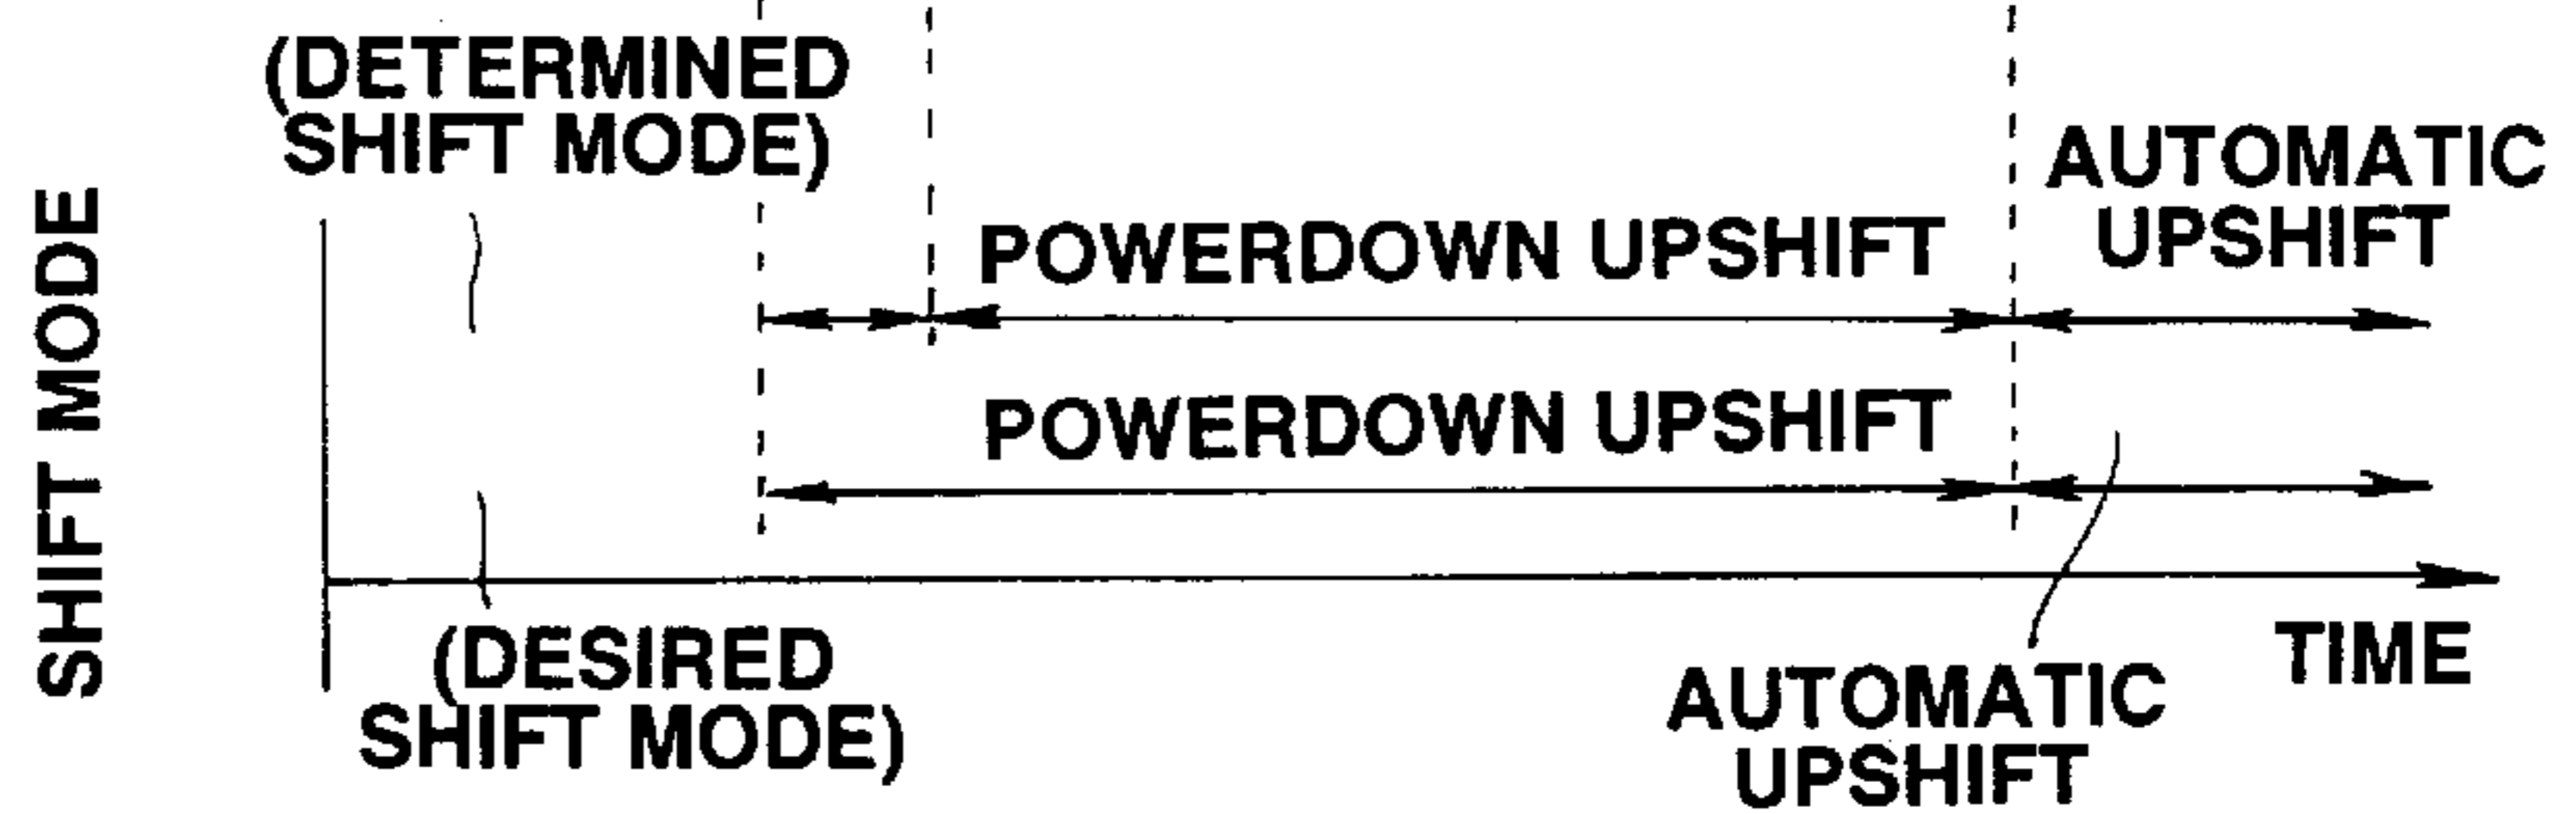 (DETERMINED
SHIFT MODE)
AUTOMATIC
UPSHIFT
POWERDOWN UPSHIFT
SHIFT MODE
POWERDOWN UPSHIFT
(DESIRED
SHIFT MODE)
TIME
AUTOMATIC
UPSHIFT